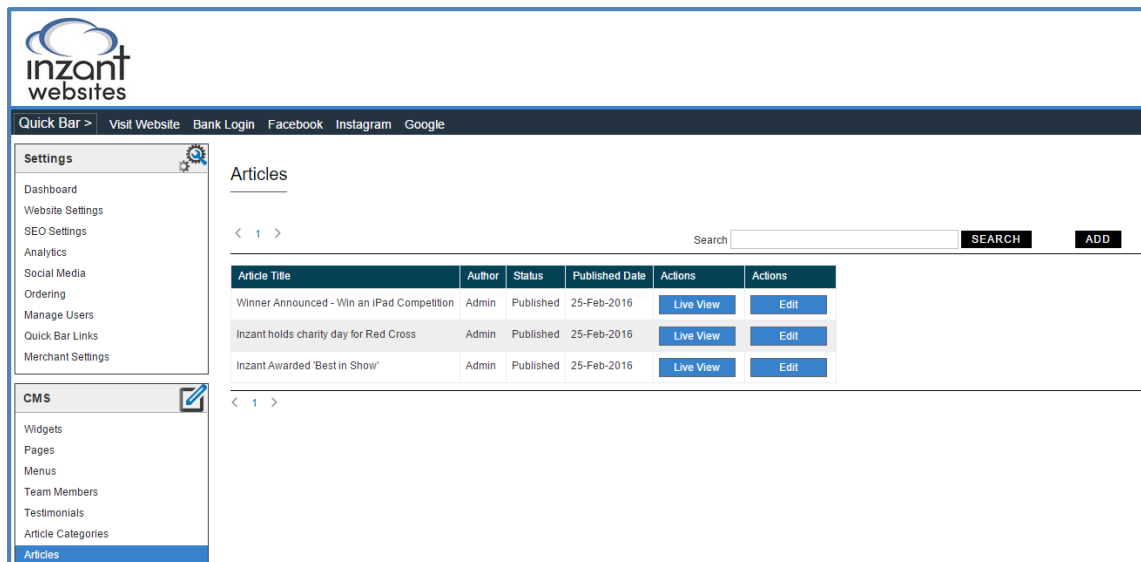 inzant
websites
Quick Bar > Visit Website Bank Login Facebook Instagram Google
Settings
Dashboard
Website Settings
SEO Settings
Analytics
Social Media
Ordering
Manage Users
Quick Bar Links
Merchant Settings
CMS
Widgets
Pages
Menus
Team Members
Testimonials
Article Categories
Articles
Articles
< 1 >
Search SEARCH ADD
Article Title Author Status Published Date Actions Actions
Winner Announced - Win an iPad Competition Admin Published 25-Feb-2016 Live View Edit
Inzant holds charity day for Red Cross Admin Published 25-Feb-2016 Live View Edit
Inzant Awarded 'Best in Show' Admin Published 25-Feb-2016 Live View Edit
< 1 >